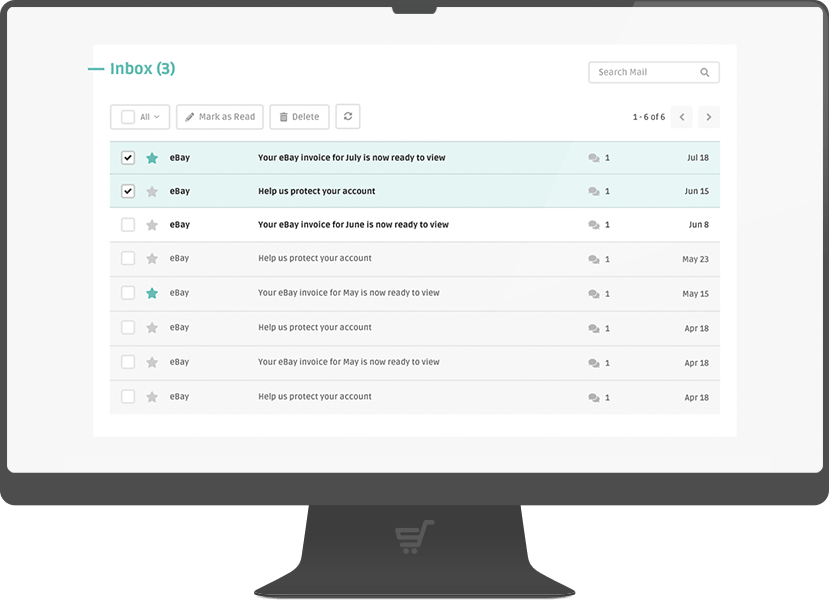 Inbox (3)
Search Mail
All Mark as Read Delete 1 - 6 of 6
eBay Your eBay invoice for July is now ready to view 1 Jul 18
eBay Help us protect your account 1 Jun 15
eBay Your eBay invoice for June is now ready to view 1 Jun 8
eBay Help us protect your account 1 May 23
eBay Your eBay invoice for May is now ready to view 1 May 15
eBay Help us protect your account 1 Apr 18
eBay Your eBay invoice for May is now ready to view 1 Apr 18
eBay Help us protect your account 1 Apr 18